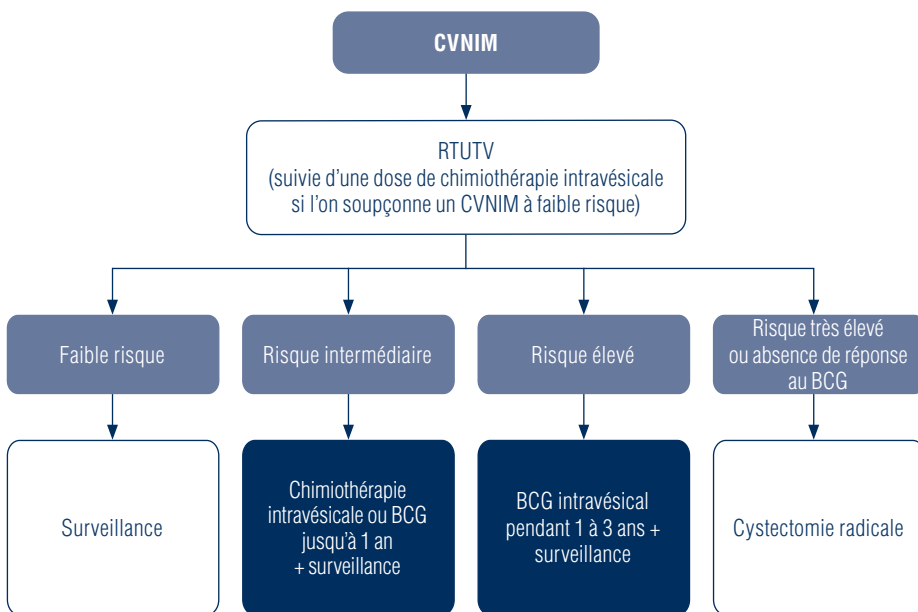 CVNIM
RTUTV
(suivie d'une dose de chimiothérapie intravésicale
si l'on soupçonne un CVNIM à faible risque)
Faible risque
Risque intermédiaire
Risque élevé
Risque très élevé
ou absence de réponse
au BCG
Surveillance
Chimiothérapie
intravésicale ou BCG
jusqu'à 1 an
+ surveillance
BCG intravésical
pendant 1 à 3 ans +
surveillance
Cystectomie radicale